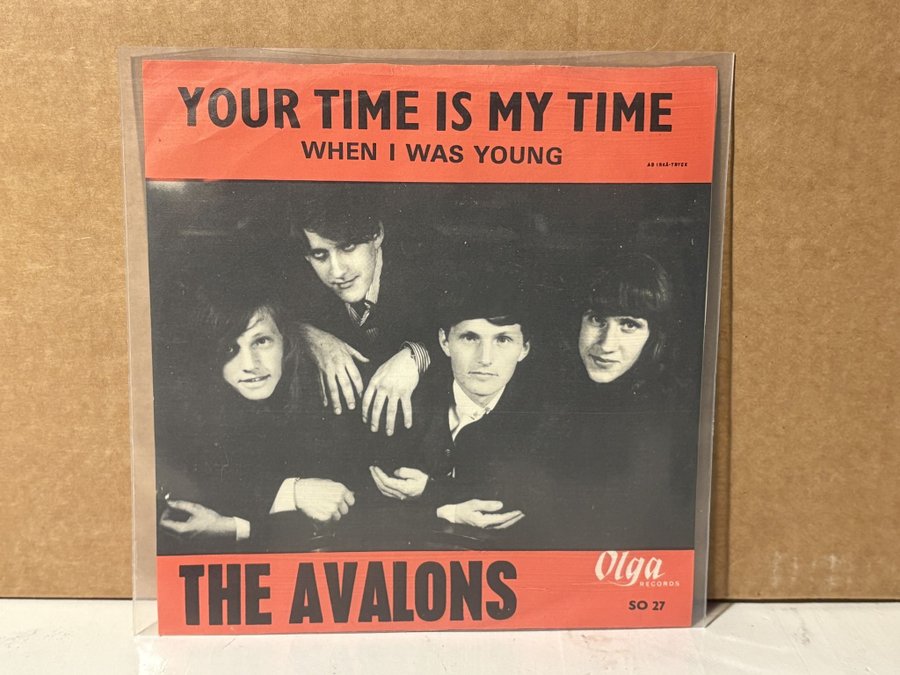 YOUR TIME IS MY TIME
WHEN I WAS YOUNG
THE AVALONS
Olga
RECORDS
SO 27